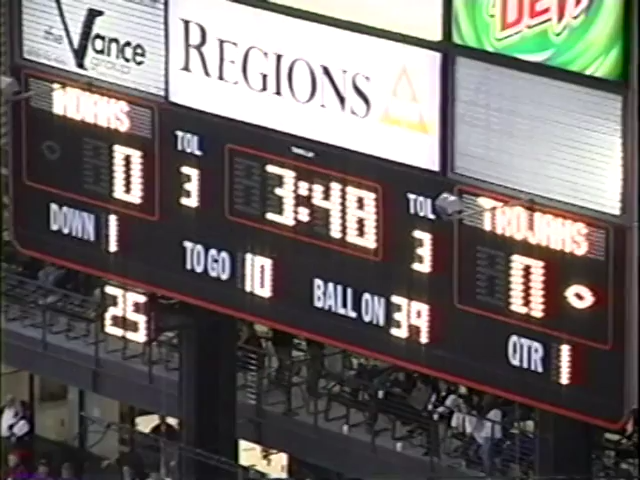 the Vance group
REGIONS
DEW
TOL
0
3
3:48
TOL
3
TROJANS
0
DOWN 1
TO GO 10
BALL ON 39
QTR 1
25